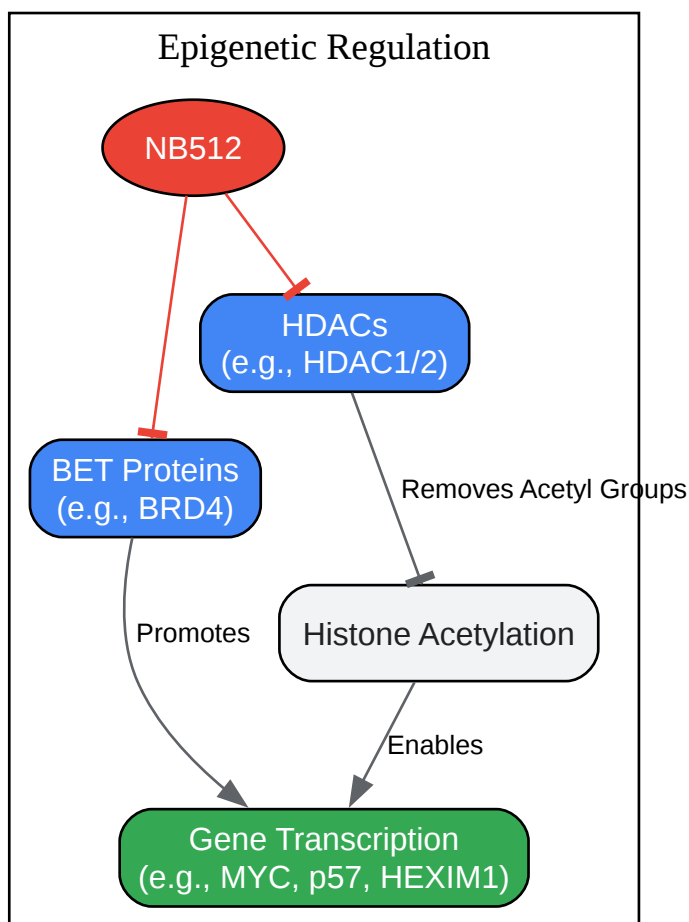 Epigenetic Regulation
NB512
HDACs
(e.g., HDAC1/2)
BET Proteins
(e.g., BRD4)
Removes Acetyl Groups
Promotes
Histone Acetylation
Enables
Gene Transcription
(e.g., MYC, p57, HEXIM1)